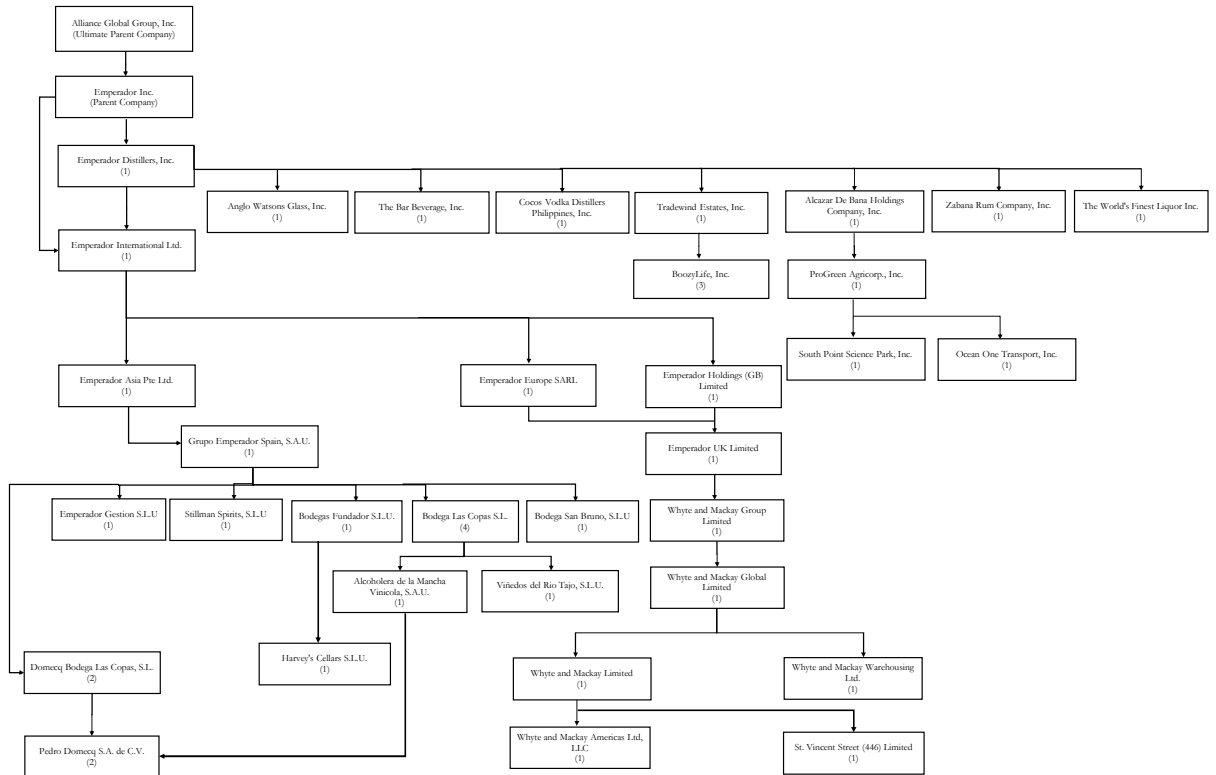 Alliance Global Group, Inc.
(Ultimate Parent Company)
Emperador Inc.
(Parent Company)
Emperador Distillers, Inc.
(1)
Anglo Watsons Glass, Inc.
(1)
The Bar Beverage, Inc.
(1)
Cocos Vodka Distillers
Philippines, Inc.
(1)
Tradewind Estates, Inc.
(1)
Alcazar De Bana Holdings
Company, Inc.
(1)
Zabana Rum Company, Inc.
(1)
The World's Finest Liquor Inc.
(1)
Emperador International Ltd.
(1)
BoozyLife, Inc.
(3)
ProGreen Agricorp., Inc.
(1)
South Point Science Park, Inc.
(1)
Ocean One Transport, Inc.
(1)
Emperador Asia Pte Ltd.
(1)
Emperador Europe SARL
(1)
Emperador Holdings (GB)
Limited
(1)
Grupo Emperador Spain, S.A.U.
(1)
Emperador UK Limited
(1)
Emperador Gestion S.L.U
(1)
Stillman Spirits, S.L.U
(1)
Bodegas Fundador S.L.U.
(1)
Bodega Las Copas S.L.
(4)
Bodega San Bruno, S.L.U
(1)
Whyte and Mackay Group
Limited
(1)
Alcoholera de la Mancha
Vinicola, S.A.U.
(1)
Viñedos del Rio Tajo, S.L.U.
(1)
Whyte and Mackay Global
Limited
(1)
Harvey's Cellars S.L.U.
(1)
Domecq Bodega Las Copas, S.L.
(2)
Whyte and Mackay Limited
(1)
Whyte and Mackay Warehousing
Ltd.
(1)
Pedro Domecq S.A. de C.V.
(2)
Whyte and Mackay Americas Ltd,
LLC
(1)
St. Vincent Street (446) Limited
(1)